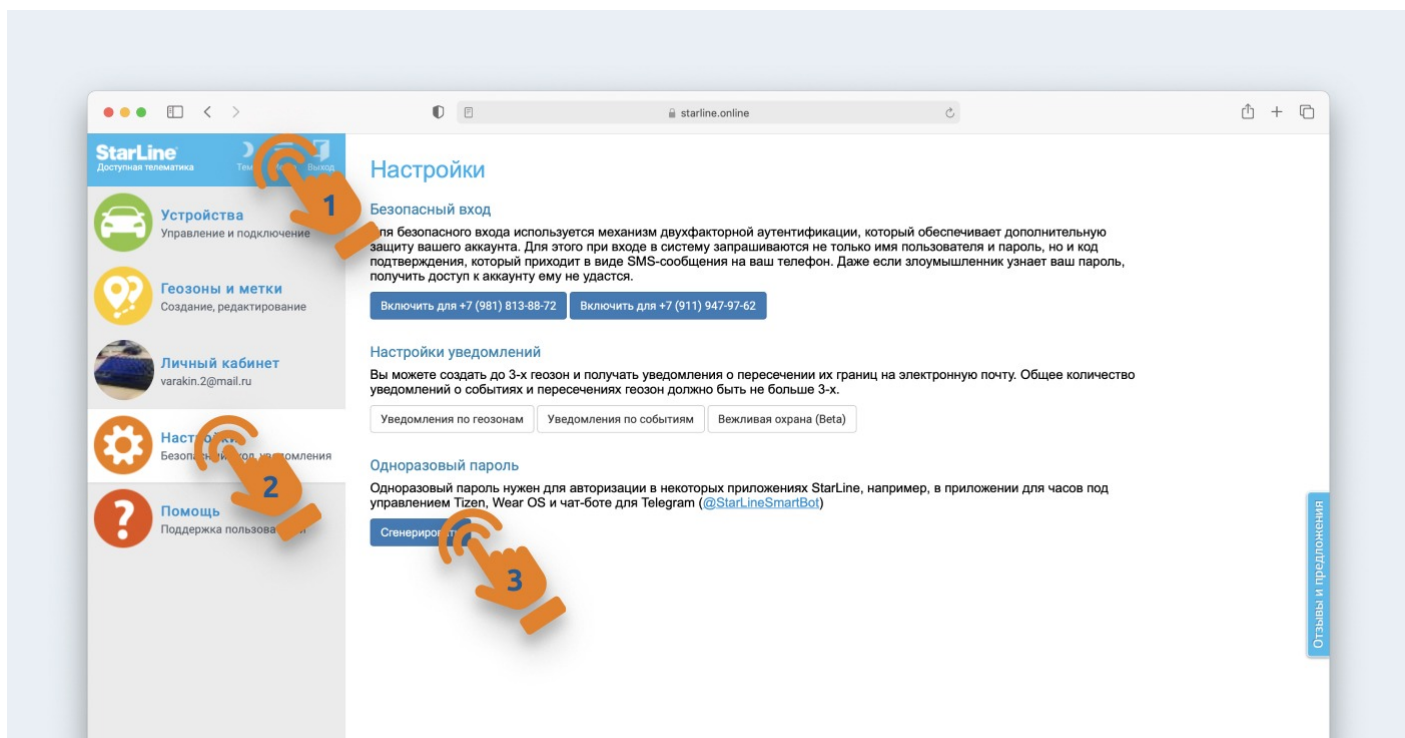 starline.online
StarLine
Доступная телематика
Выход
1
Устройства
Управление и подключение
Геозоны и метки
Создание, редактирование
Личный кабинет
varakin.2@mail.ru
2
Помощь
Поддержка
Настройки
Безопасный вход
используется механизм двухфакторной аутентификации, который обеспечивает дополнительную
защиту вашего аккаунта. Для этого при входе в систему запрашиваются не только имя пользователя и пароль, но и код
подтверждения, который приходит в виде SMS-сообщения на ваш телефон. Даже если злоумышленник узнает ваш пароль,
получить доступ к аккаунту ему не удастся.
Включить для +7 (981) 813-88-72 Включить для +7 (911) 947-97-62
Настройки уведомлений
Вы можете создать до 3-х геозон и получать уведомления о пересечении их границ на электронную почту. Общее количество
уведомлений о событиях и пересечениях геозон должно быть не больше 3-х.
Уведомления по геозонам Уведомления по событиям Вежливая охрана (Beta)
Одноразовый пароль
Одноразовый пароль нужен для авторизации в некоторых приложениях StarLine, например, в приложении для часов под
управлением Tizen, Wear OS и чат-боте для Telegram (@StarLineSmartBot)
3
Отзывы и предложения